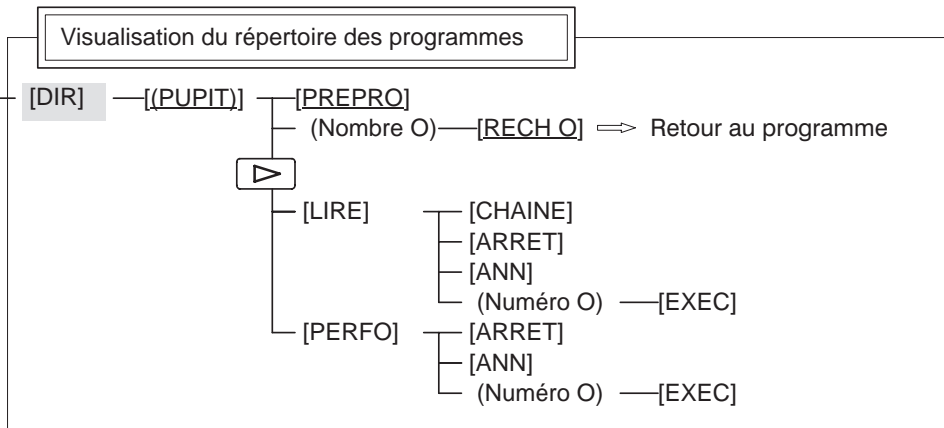 Visualisation du répertoire des programmes
[DIR] [(PUPIT)] [PREPRO]
(Nombre O) [RECH O] Retour au programme
[LIRE] [CHAINE]
[ARRET]
[ANN]
(Numéro O) [EXEC]
[PERFO] [ARRET]
[ANN]
(Numéro O) [EXEC]